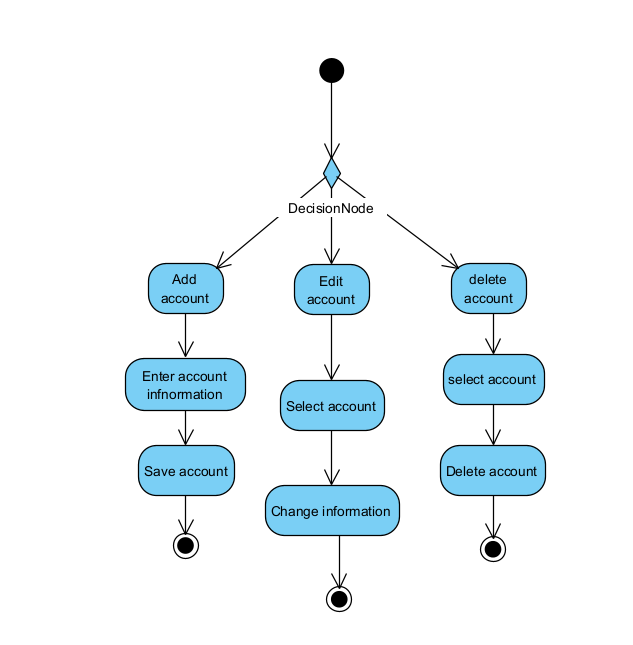 DecisionNode
Add
account
Edit
account
delete
account
Enter account
infnormation
Select account
select account
Save account
Change information
Delete account